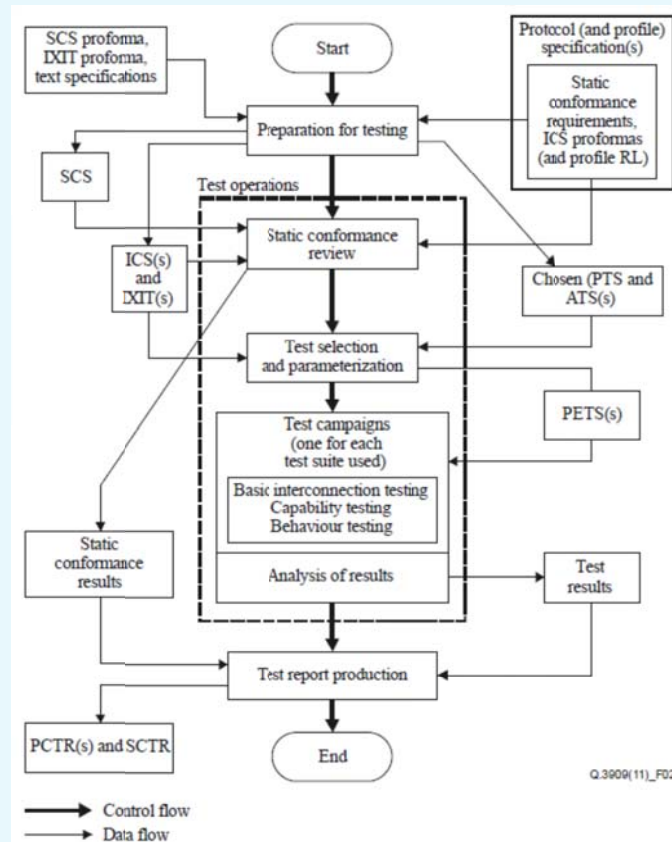 SCS proforma,
IXIT proforma,
text specifications
Start
Protocol (and profile)
specification(s)
Static
conformance
requirements,
ICS proformas
(and profile RL)
Preparation for testing
SCS
Test operations
Static conformance
review
ICS(s)
and
IXIT(s)
Chosen (PTS and
ATS(s)
Test selection
and parameterization
PETS(s)
Test campaigns
(one for each
test suite used)
Basic interconnection testing
Capability testing
Behaviour testing
Static
conformance
results
Analysis of results
Test
results
Test report production
PCTR(s) and SCTR
End
Q.3909(11)_F02
Control flow
Data flow